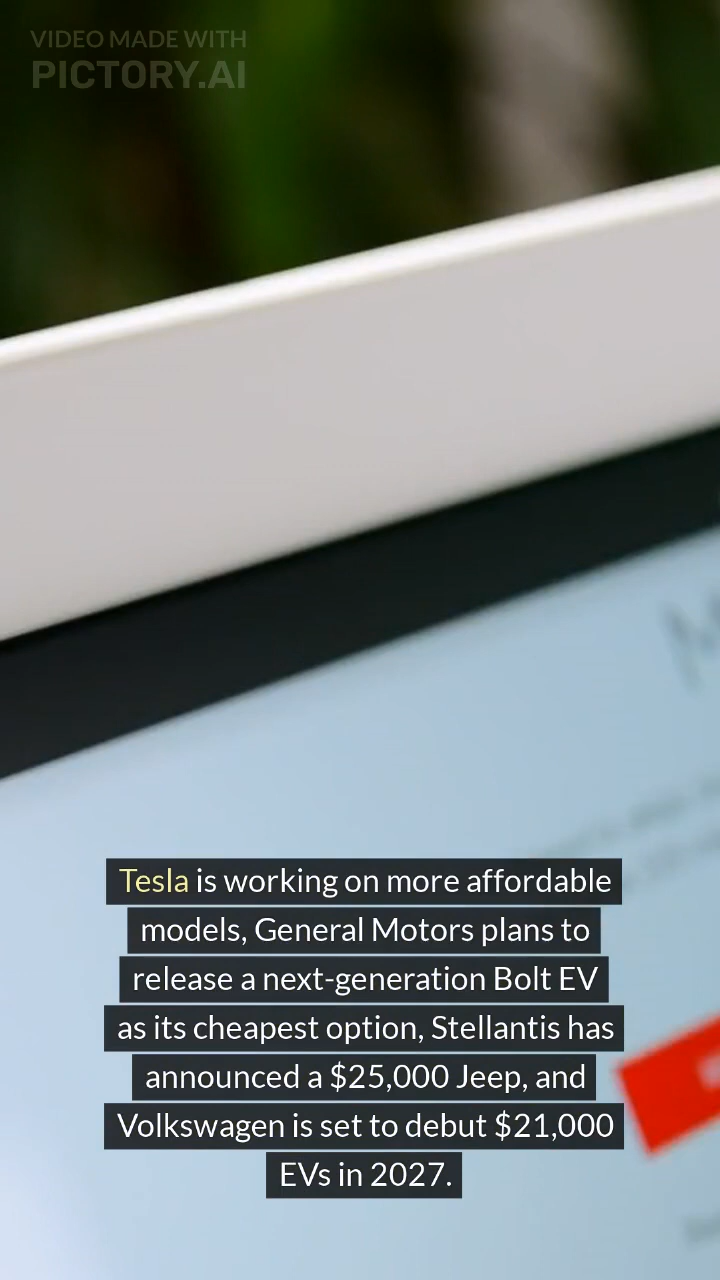 VIDEO MADE WITH
PICTORY.AI
Tesla is working on more affordable
models, General Motors plans to
release a next-generation Bolt EV
as its cheapest option, Stellantis has
announced a $25,000 Jeep, and
Volkswagen is set to debut $21,000
EVs in 2027.